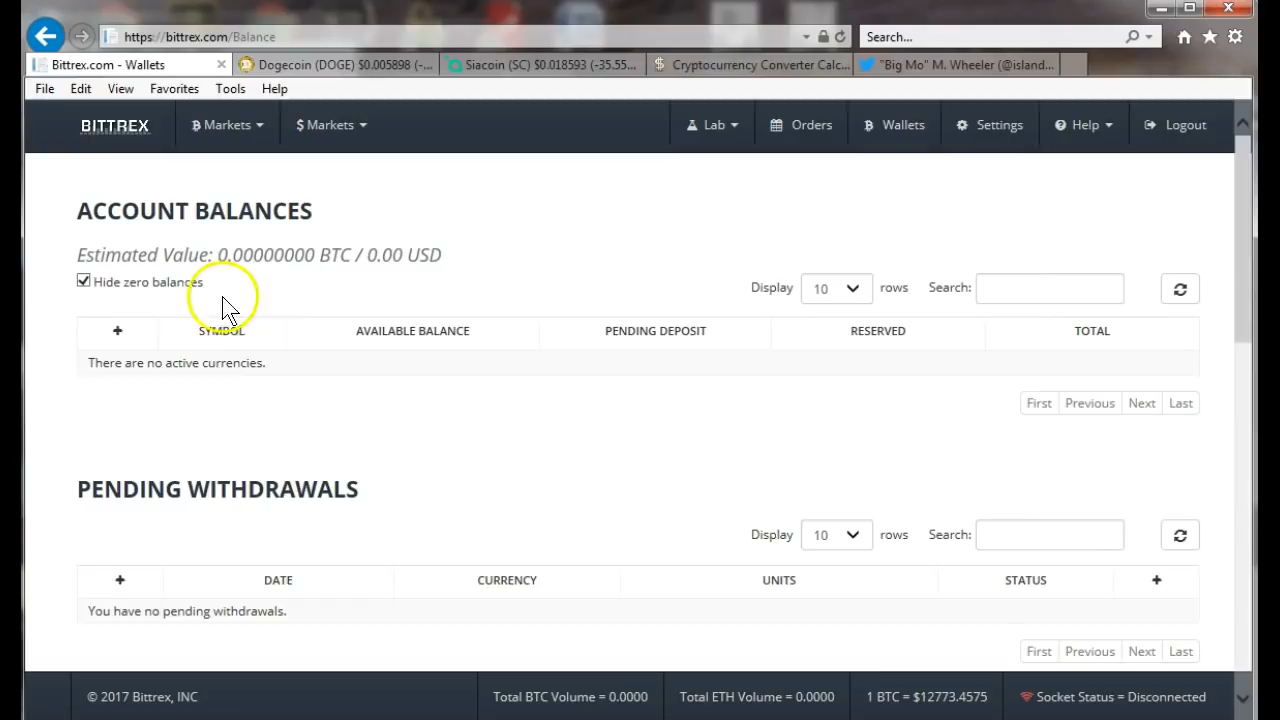 https://bittrex.com/Balance
Search...
Bittrex.com - Wallets
Dogecoin (DOGE) $0.005898 (-...
Siacoin (SC) $0.018593 (-35.55...
Cryptocurrency Converter Calc...
"Big Mo" M. Wheeler (@island...
File Edit View Favorites Tools Help
BITTREX
Markets
$ Markets
Lab
Orders
Wallets
Settings
Help
Logout
ACCOUNT BALANCES
Estimated Value: 0.00000000 BTC / 0.00 USD
Hide zero balances
Display 10 rows Search:
+ SYMBOL AVAILABLE BALANCE PENDING DEPOSIT RESERVED TOTAL
There are no active currencies.
First Previous Next Last
PENDING WITHDRAWALS
Display 10 rows Search:
+ DATE CURRENCY UNITS STATUS +
You have no pending withdrawals.
First Previous Next Last
© 2017 Bittrex, INC
Total BTC Volume = 0.0000
Total ETH Volume = 0.0000
1 BTC = $12773.4575
Socket Status = Disconnected